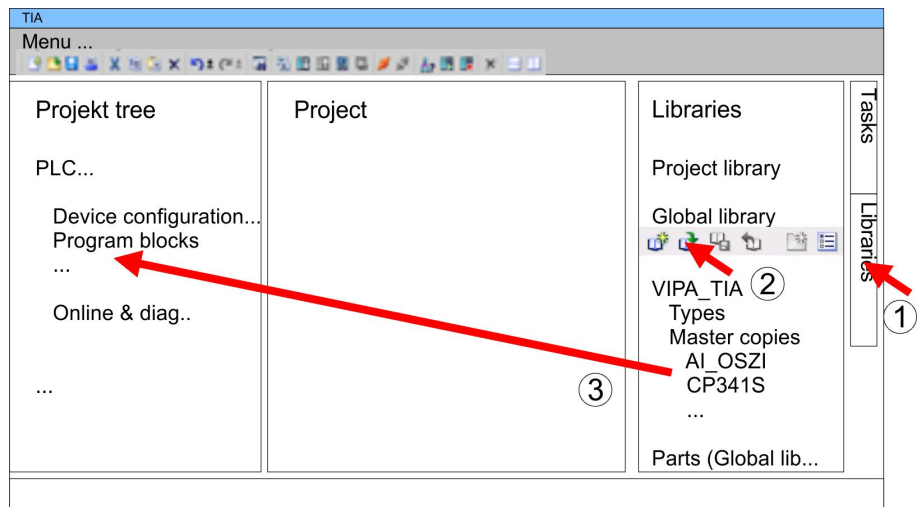 TIA
Menu ...
Projekt tree
PLC...
Device configuration...
Program blocks
...
Online & diag..
...
Project
③
Libraries
Project library
Global library
②
VIPA_TIA
Types
Master copies
AI_OSZI
CP341S
...
Parts (Global lib...
Tasks
Libraries
①